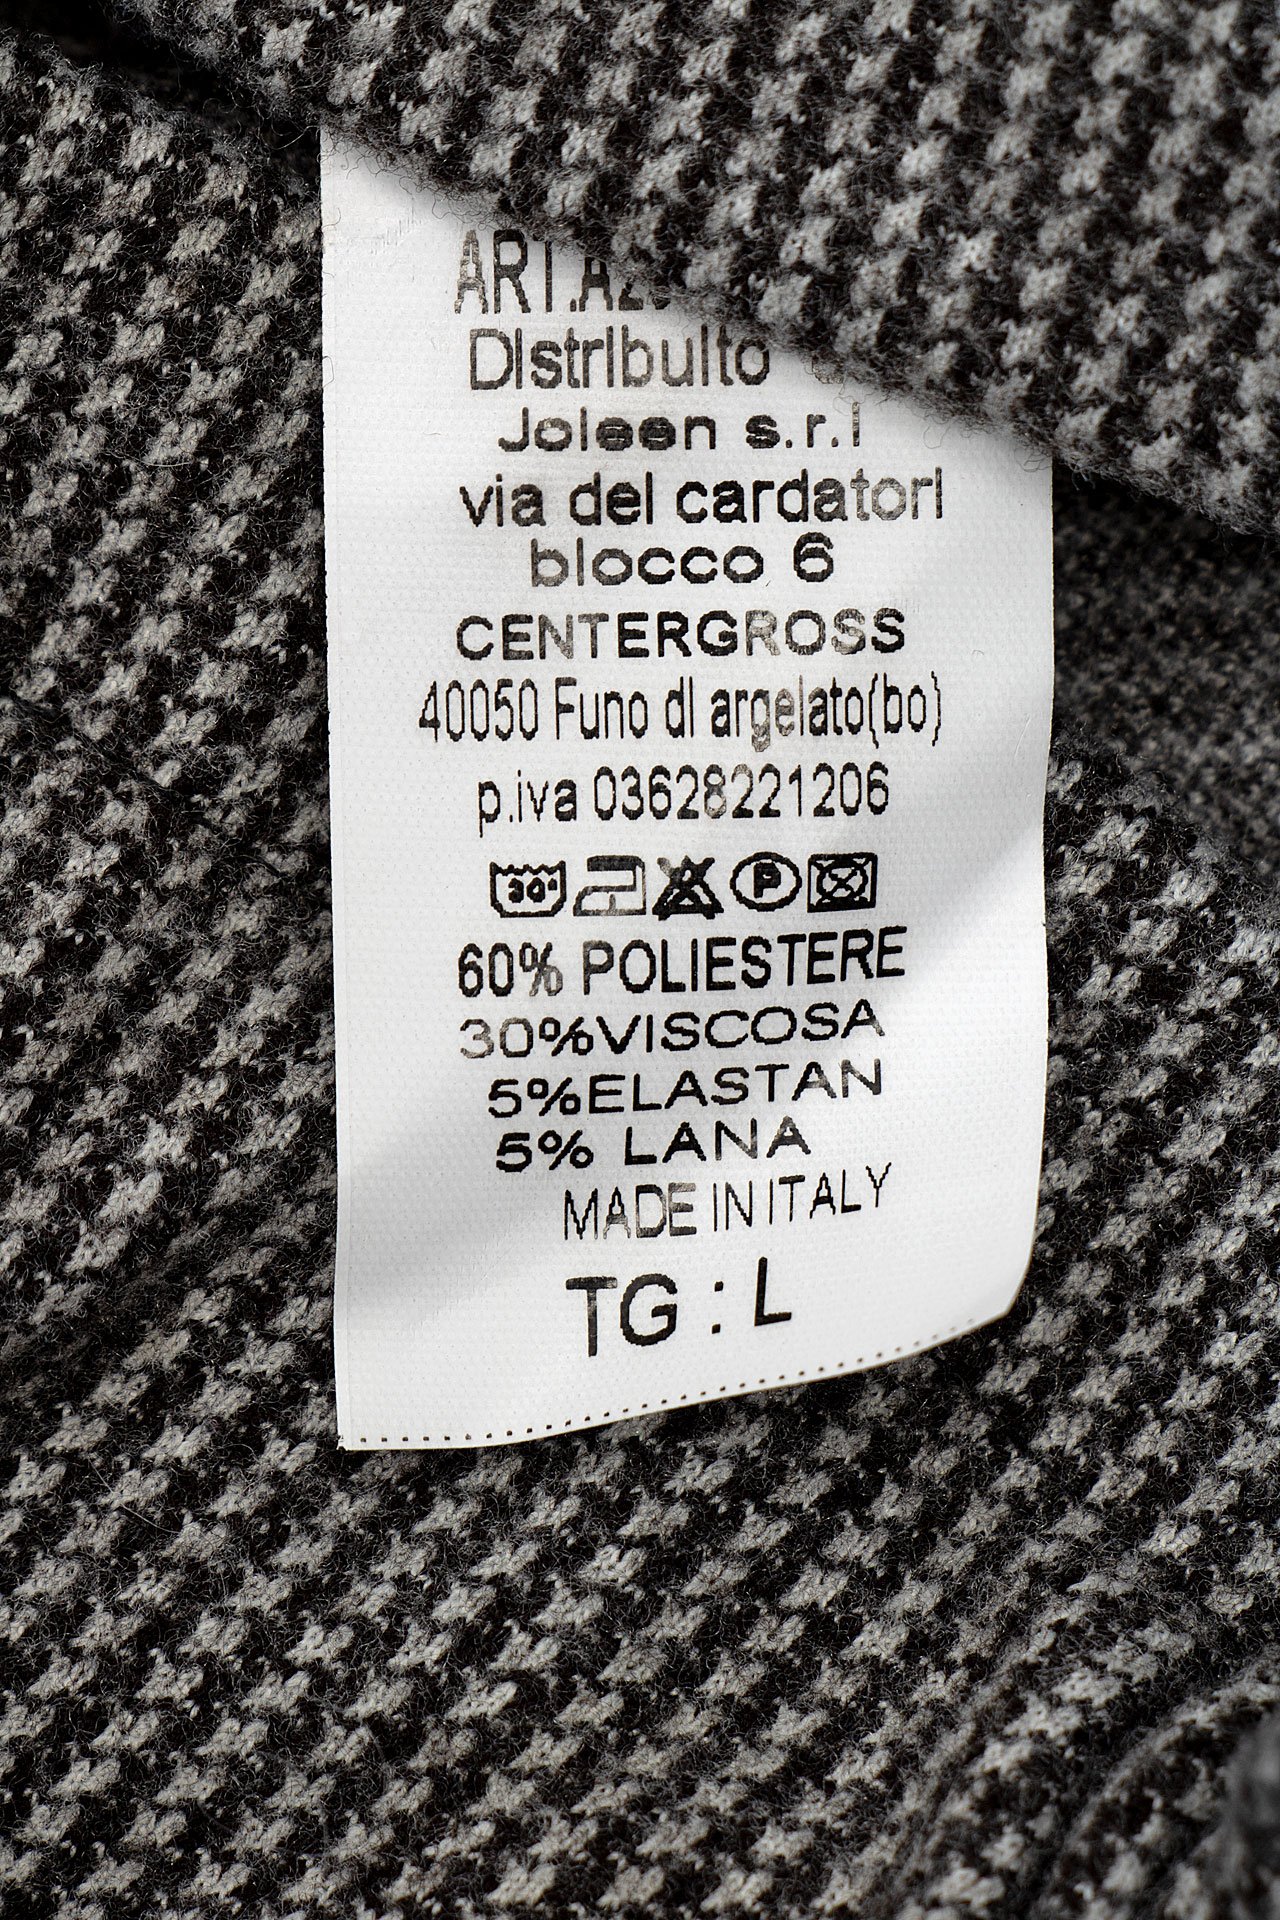 Distribuito
Joleen s.r.l
via dei cardatori
blocco 6
CENTERGROSS
40050 Funo di argelato(bo)
p.iva 03628221206
30° P
60% POLIESTERE
30%VISCOSA
5%ELASTAN
5% LANA
MADE IN ITALY
TG : L